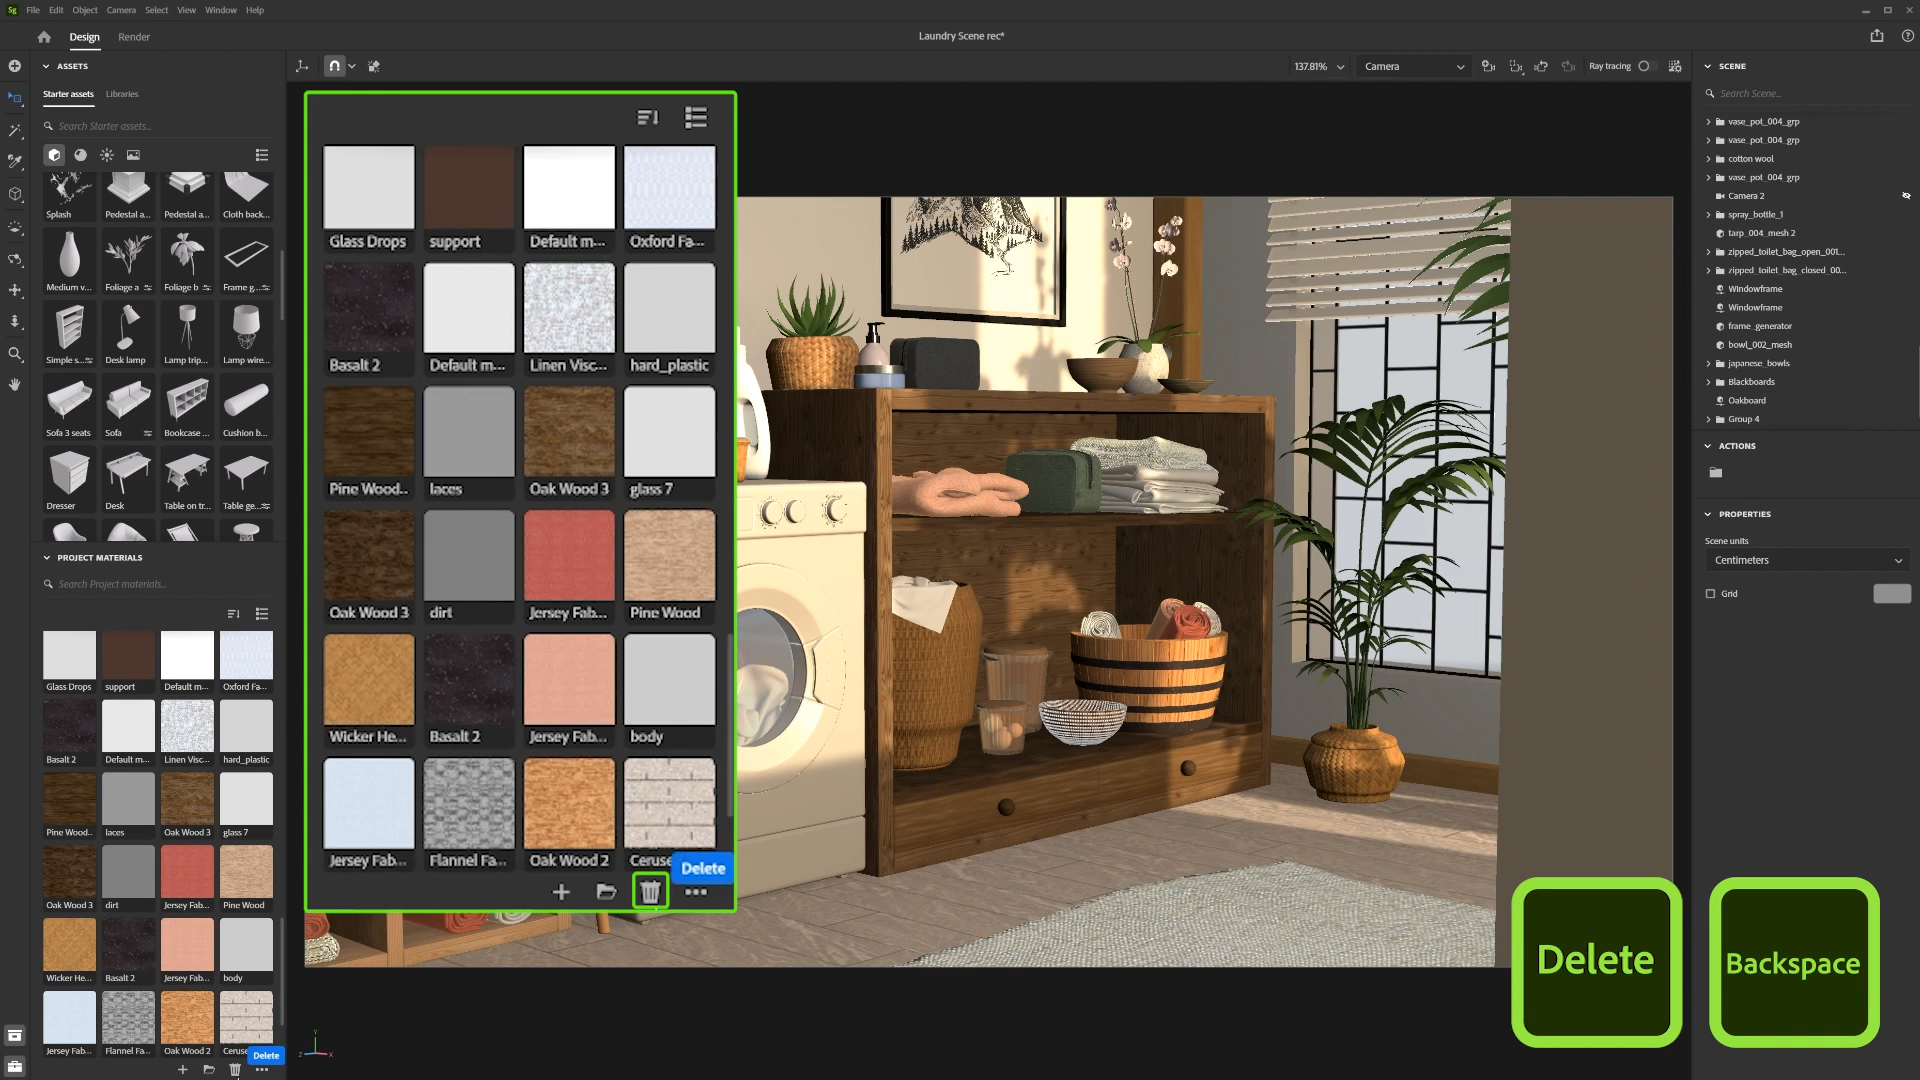 Sg File Edit Object Camera Select View Window Help
Design Render
Laundry Scene rec*
ASSETS
Starter assets Libraries
Search Starter assets...
Splash Pedestal a... Pedestal a... Cloth back...
Medium v... Foliage a Foliage b Frame g...
Simple s... Desk lamp Lamp trip... Lamp wire...
Sofa 3 seats Sofa Bookcase ... Cushion b...
Dresser Desk Table on tr... Table ge...
PROJECT MATERIALS
Search Project materials...
Glass Drops support Default m... Oxford Fa...
Basalt 2 Default m... Linen Visc... hard_plastic
Pine Wood.. laces Oak Wood 3 glass 7
Oak Wood 3 dirt Jersey Fab... Pine Wood
Wicker He... Basalt 2 Jersey Fab... body
Jersey Fab... Flannel Fa... Oak Wood 2 Ceruse
Delete
137.81% Camera Ray tracing
Glass Drops support Default m... Oxford Fa...
Basalt 2 Default m... Linen Visc... hard_plastic
Pine Wood.. laces Oak Wood 3 glass 7
Oak Wood 3 dirt Jersey Fab... Pine Wood
Wicker He... Basalt 2 Jersey Fab... body
Jersey Fab... Flannel Fa... Oak Wood 2 Ceruse
Delete
Y
Z X
Delete
Backspace
SCENE
Search Scene...
vase_pot_004_grp
vase_pot_004_grp
cotton wool
vase_pot_004_grp
Camera 2
spray_bottle_1
tarp_004_mesh 2
zipped_toilet_bag_open_001...
zipped_toilet_bag_closed_00...
Windowframe
Windowframe
frame_generator
bowl_002_mesh
japanese_bowls
Blackboards
Oakboard
Group 4
ACTIONS
PROPERTIES
Scene units
Centimeters
Grid